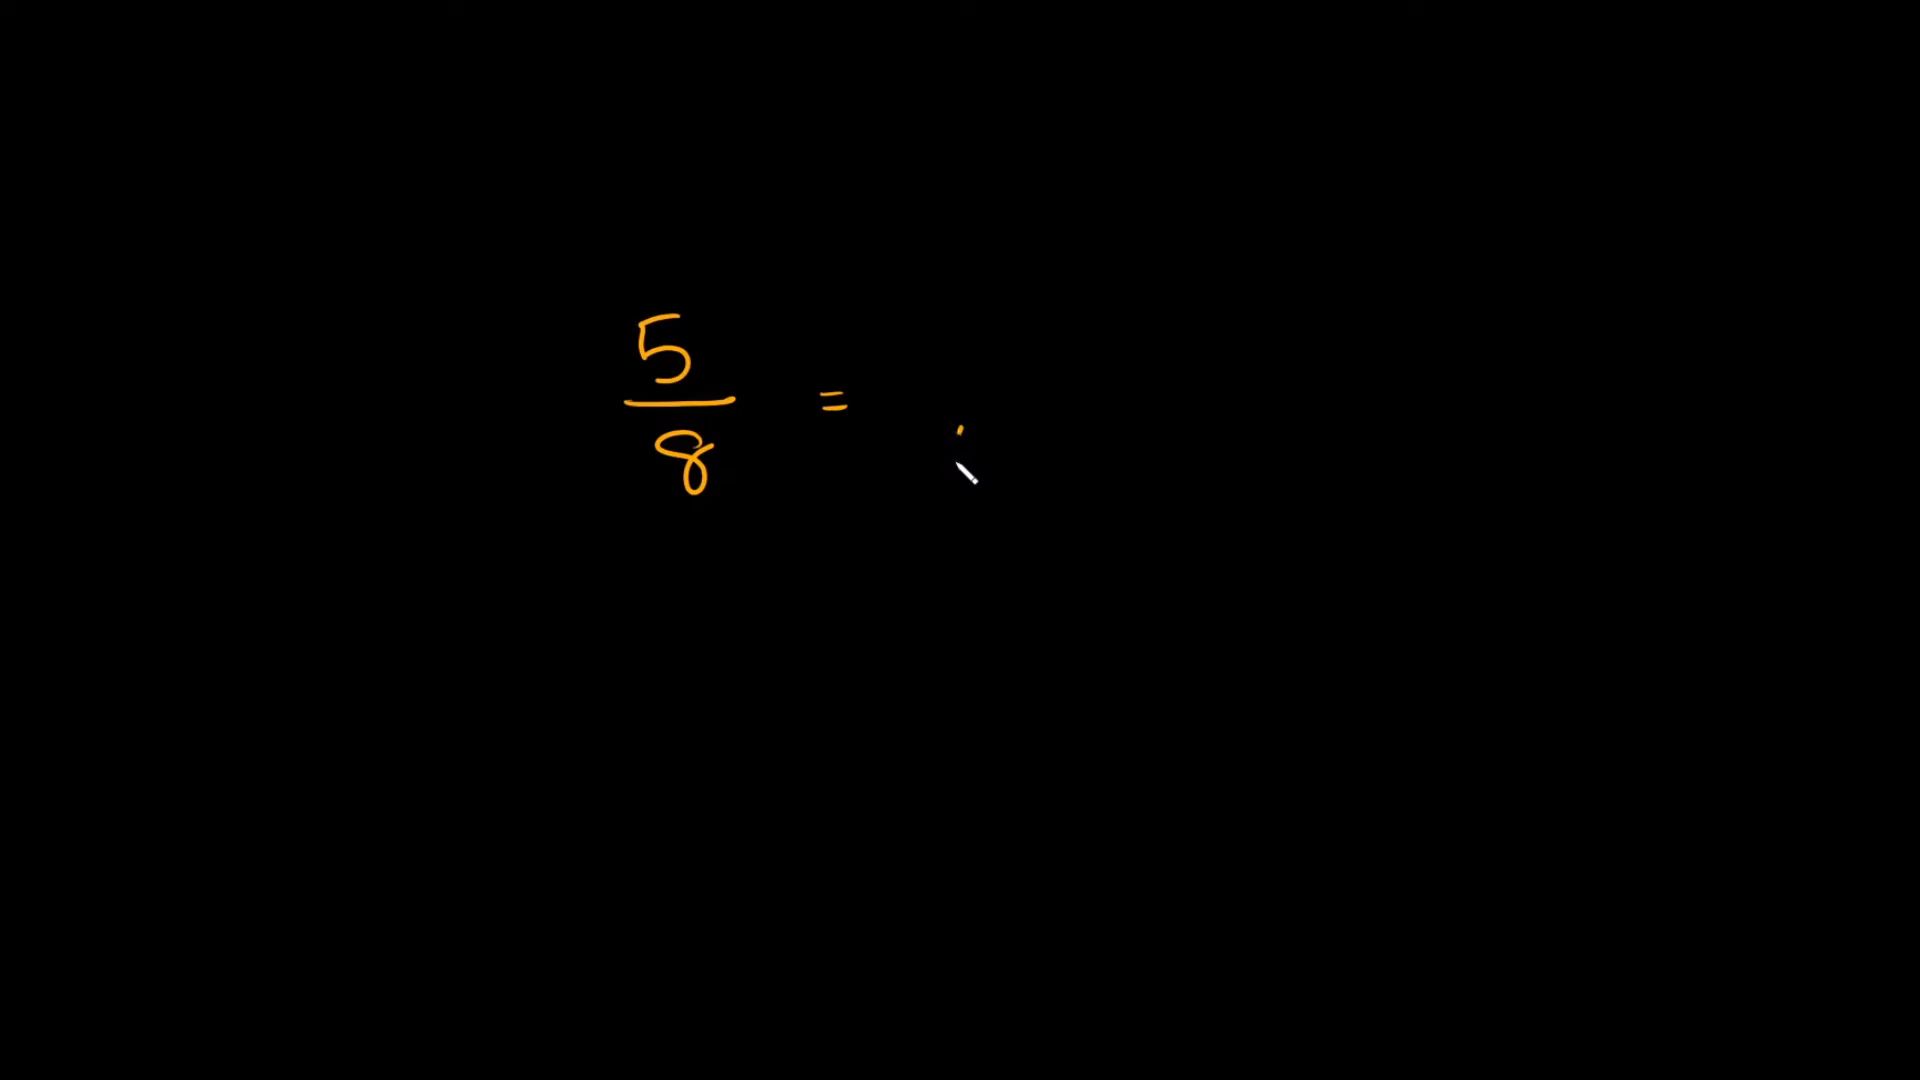 5/8 = .